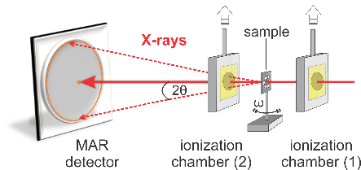 X-rays
sample
2θ
ω
MAR
detector
ionization
chamber (2)
ionization
chamber (1)